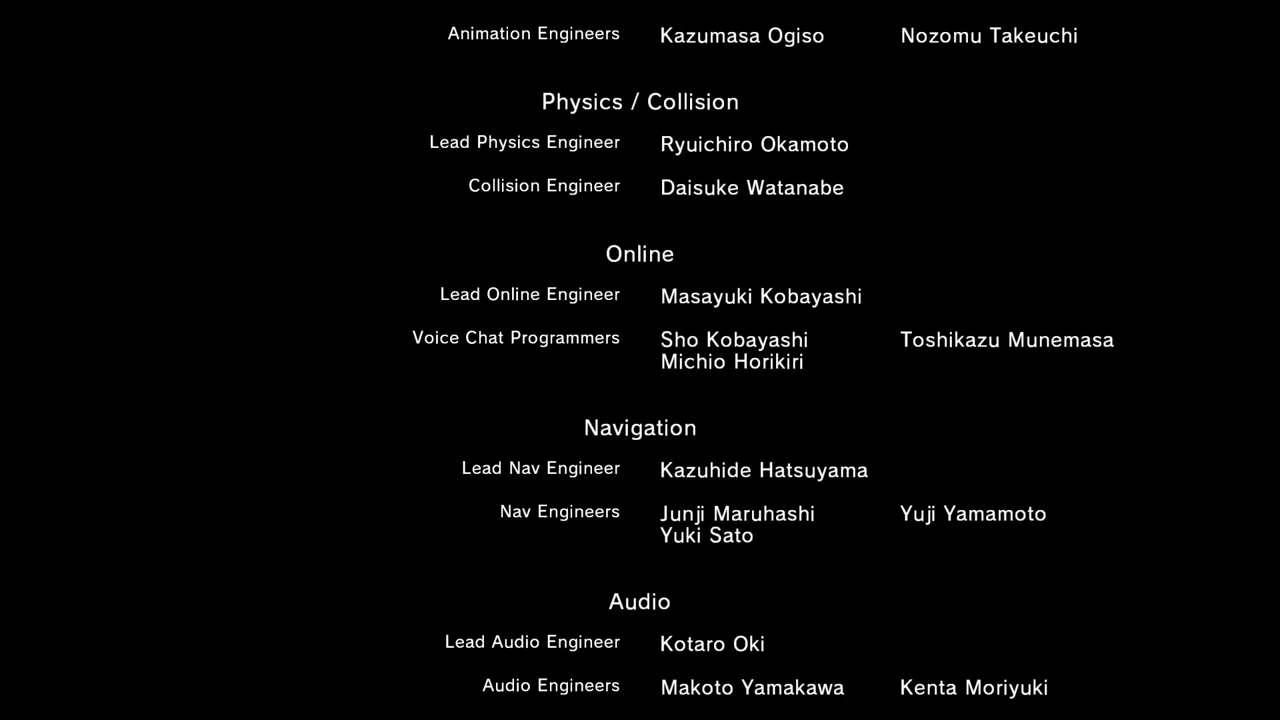 Animation Engineers Kazumasa Ogiso Nozomu Takeuchi
Physics / Collision
Lead Physics Engineer Ryuichiro Okamoto
Collision Engineer Daisuke Watanabe
Online
Lead Online Engineer Masayuki Kobayashi
Voice Chat Programmers Sho Kobayashi Toshikazu Munemasa
Michio Horikiri
Navigation
Lead Nav Engineer Kazuhide Hatsuyama
Nav Engineers Junji Maruhashi Yuji Yamamoto
Yuki Sato
Audio
Lead Audio Engineer Kotaro Oki
Audio Engineers Makoto Yamakawa Kenta Moriyuki